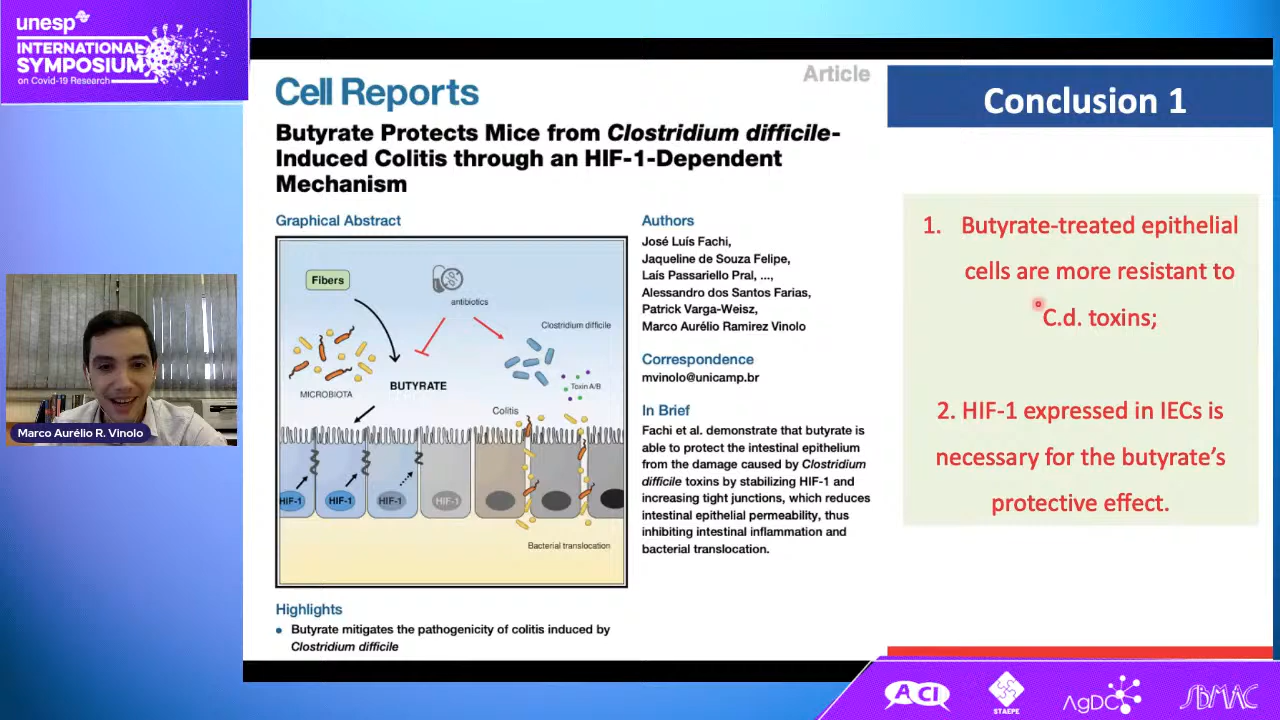 unesp
INTERNATIONAL
SYMPOSIUM
on Covid-19 Research
Marco Aurélio R. Vinolo
Article
Cell Reports
Butyrate Protects Mice from Clostridium difficile-
Induced Colitis through an HIF-1-Dependent
Mechanism
Graphical Abstract
Fibers
antibiotics
Clostridium difficile
MICROBIOTA
BUTYRATE
Toxin A/B
Colitis
HIF-1
HIF-1
HIF-1
HIF-1
Bacterial translocation
Highlights
• Butyrate mitigates the pathogenicity of colitis induced by
Clostridium difficile
Authors
José Luís Fachi,
Jaqueline de Souza Felipe,
Laís Passariello Pral, ...,
Alessandro dos Santos Farias,
Patrick Varga-Weisz,
Marco Aurélio Ramirez Vinolo
Correspondence
mvinolo@unicamp.br
In Brief
Fachi et al. demonstrate that butyrate is
able to protect the intestinal epithelium
from the damage caused by Clostridium
difficile toxins by stabilizing HIF-1 and
increasing tight junctions, which reduces
intestinal epithelial permeability, thus
inhibiting intestinal inflammation and
bacterial translocation.
Conclusion 1
1. Butyrate-treated epithelial
cells are more resistant to
C.d. toxins;
2. HIF-1 expressed in IECs is
necessary for the butyrate’s
protective effect.
ACI
STAEPE
AgDC
SBMAC